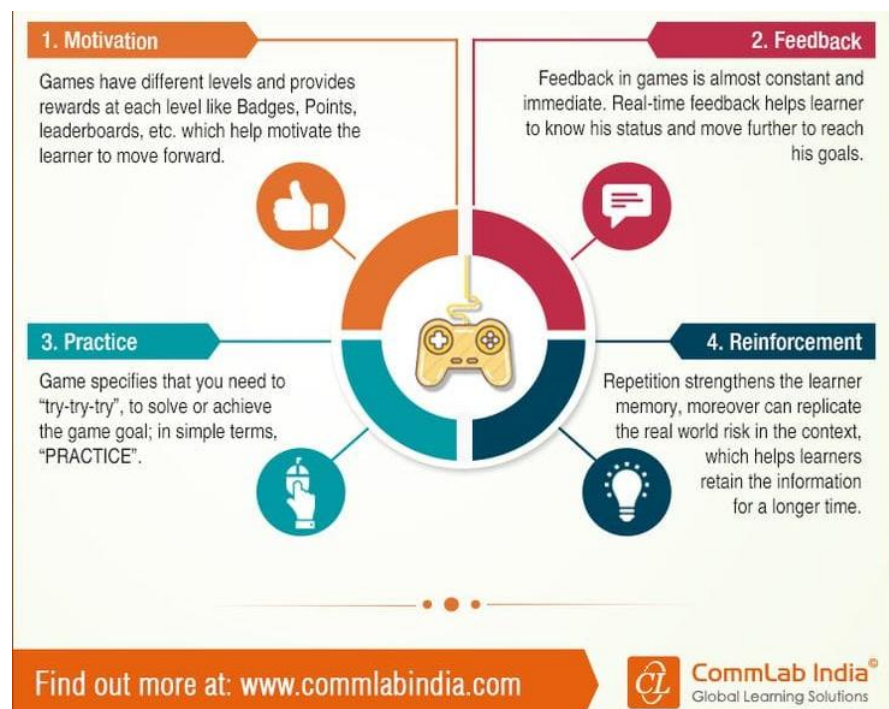 1. Motivation
Games have different levels and provides
rewards at each level like Badges, Points,
leaderboards, etc. which help motivate the
learner to move forward.
2. Feedback
Feedback in games is almost constant and
immediate. Real-time feedback helps learner
to know his status and move further to reach
his goals.
3. Practice
Game specifies that you need to
“try-try-try”, to solve or achieve
the game goal; in simple terms,
“PRACTICE”.
4. Reinforcement
Repetition strengthens the learner
memory, moreover can replicate
the real world risk in the context,
which helps learners
retain the information
for a longer time.
Find out more at: www.commlabindia.com
CL
CommLab India©
Global Learning Solutions